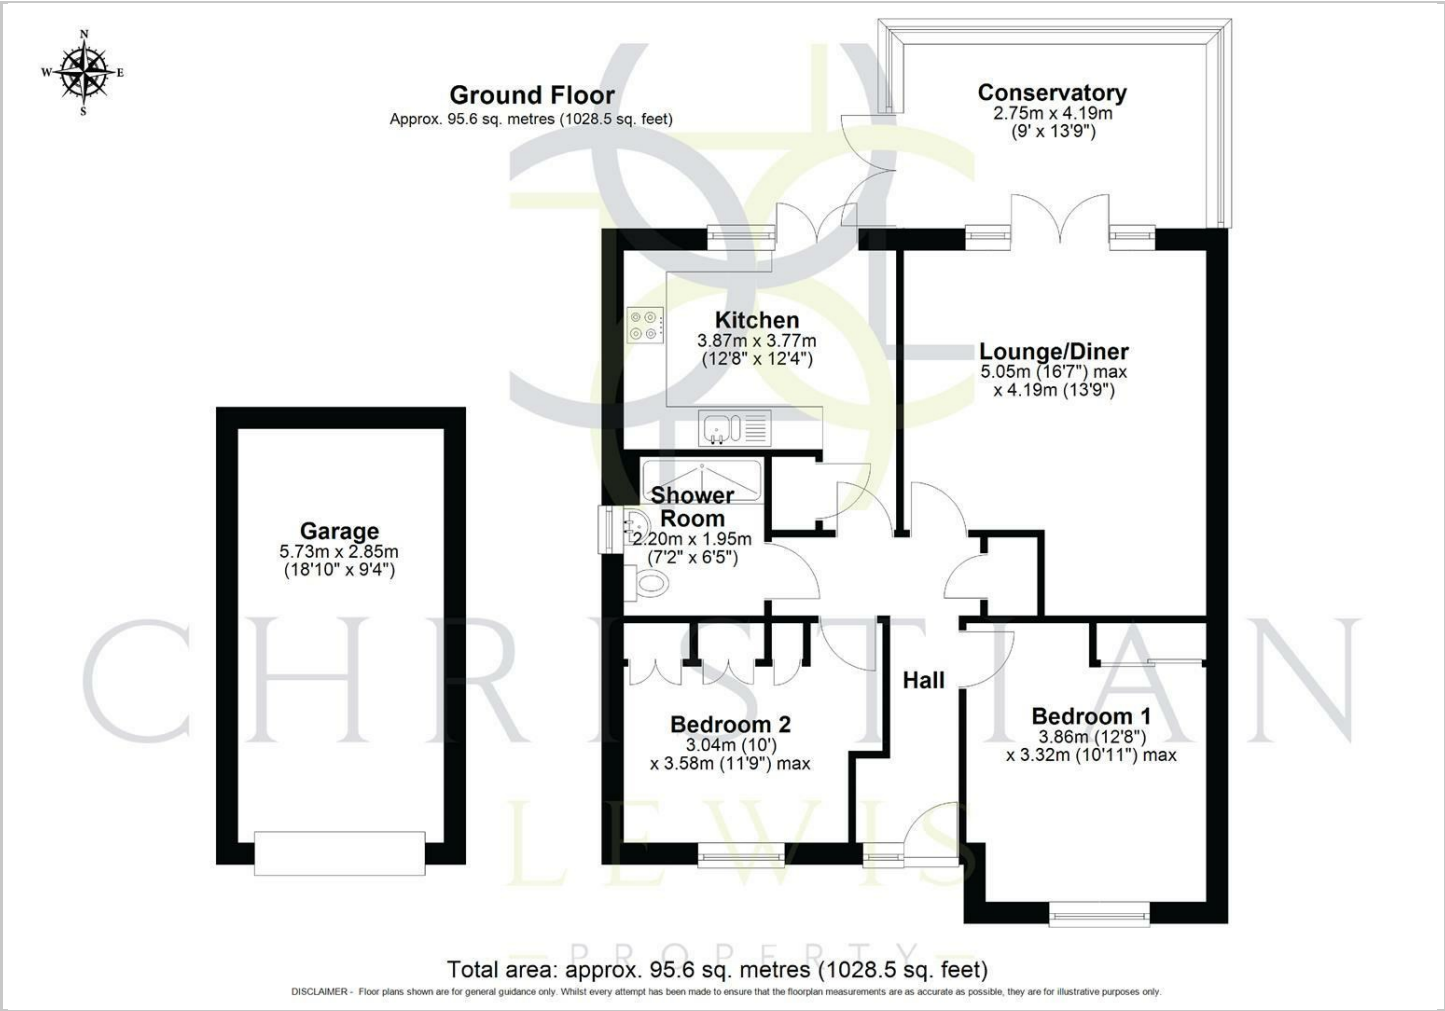 N
W E
S
Ground Floor
Approx. 95.6 sq. metres (1028.5 sq. feet)
Conservatory
2.75m x 4.19m
(9' x 13'9")
Kitchen
3.87m x 3.77m
(12'8" x 12'4")
Lounge/Diner
5.05m (16'7") max
x 4.19m (13'9")
Garage
5.73m x 2.85m
(18'10" x 9'4")
Shower
Room
2.20m x 1.95m
(7'2" x 6'5")
Hall
Bedroom 2
3.04m (10')
x 3.58m (11'9") max
Bedroom 1
3.86m (12'8")
x 3.32m (10'11") max
CHRISTIAN
LEWIS
PROPERTY
Total area: approx. 95.6 sq. metres (1028.5 sq. feet)
DISCLAIMER - Floor plans shown are for general guidance only. Whilst every attempt has been made to ensure that the floorplan measurements are as accurate as possible, they are for illustrative purposes only.